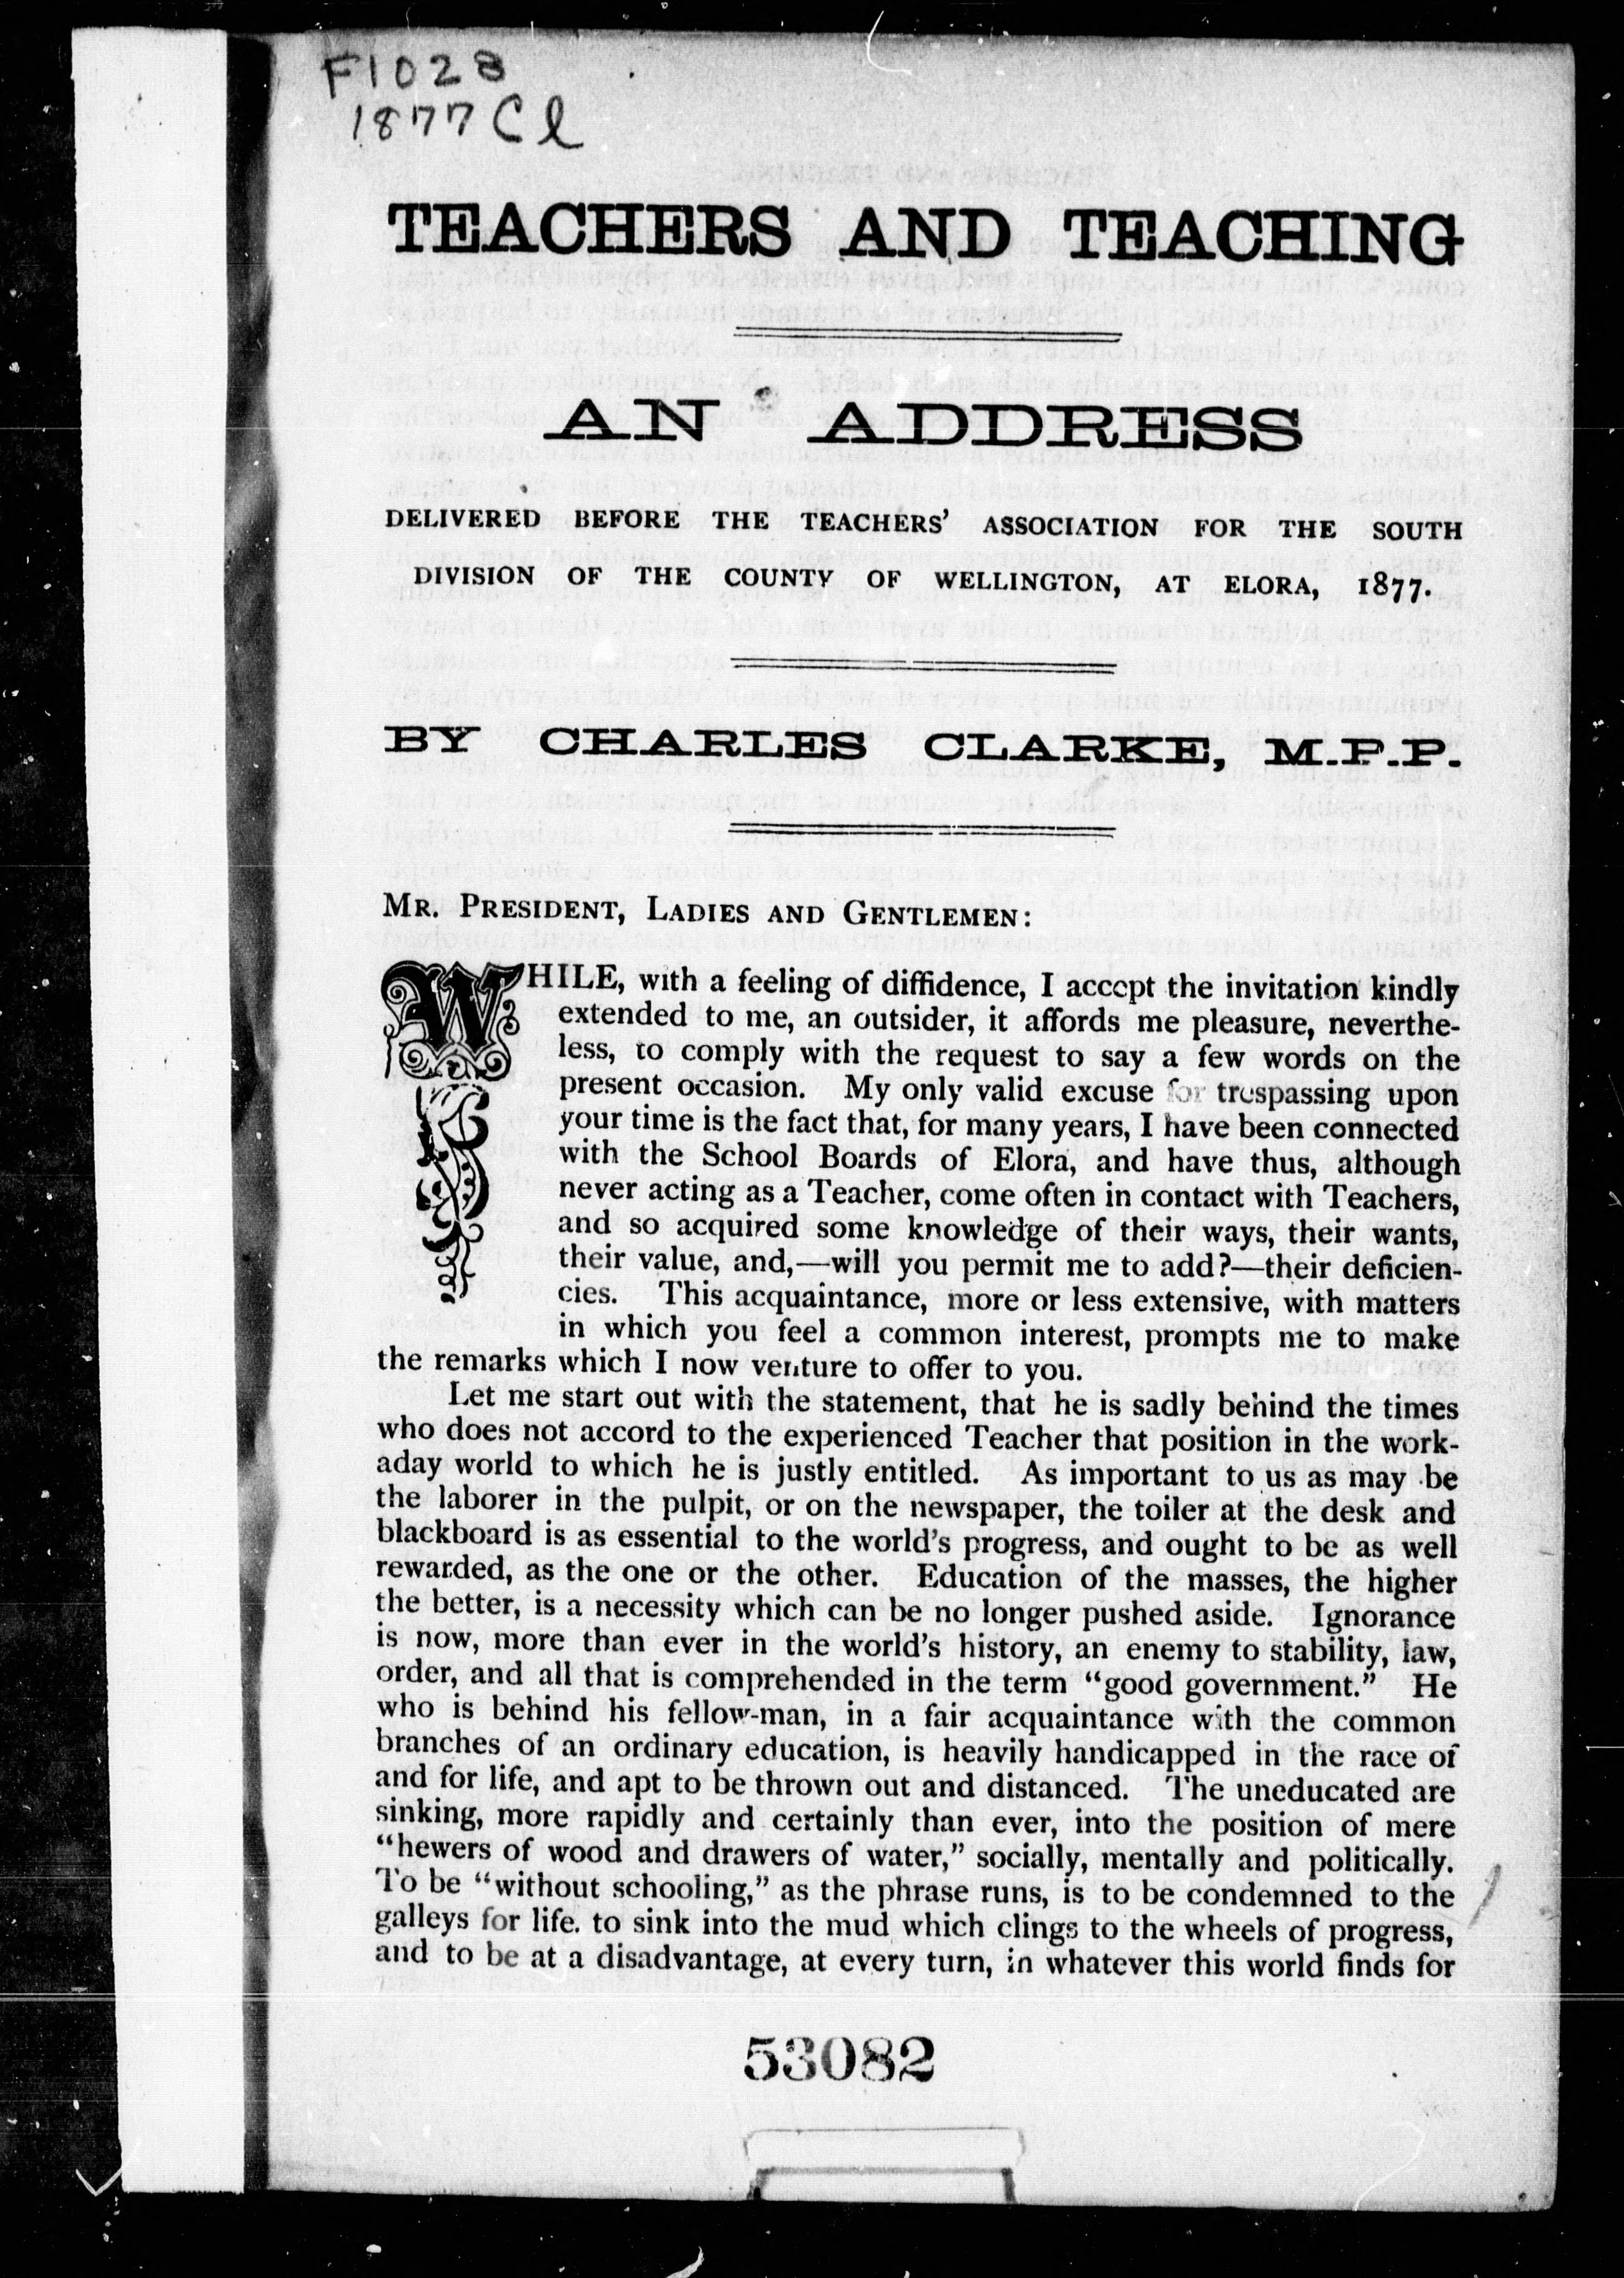 F1028
1877 Cl
TEACHERS AND TEACHING
AN ADDRESS
DELIVERED BEFORE THE TEACHERS' ASSOCIATION FOR THE SOUTH
DIVISION OF THE COUNTY OF WELLINGTON, AT ELORA, 1877.
BY CHARLES CLARKE, M.P.P.
MR. PRESIDENT, LADIES AND GENTLEMEN:
WHILE, with a feeling of diffidence, I accept the invitation kindly
extended to me, an outsider, it affords me pleasure, neverthe-
less, to comply with the request to say a few words on the
present occasion. My only valid excuse for trespassing upon
your time is the fact that, for many years, I have been connected
with the School Boards of Elora, and have thus, although
never acting as a Teacher, come often in contact with Teachers,
and so acquired some knowledge of their ways, their wants,
their value, and,—will you permit me to add?—their deficien-
cies. This acquaintance, more or less extensive, with matters
in which you feel a common interest, prompts me to make
the remarks which I now venture to offer to you.
Let me start out with the statement, that he is sadly behind the times
who does not accord to the experienced Teacher that position in the work-
aday world to which he is justly entitled. As important to us as may be
the laborer in the pulpit, or on the newspaper, the toiler at the desk and
blackboard is as essential to the world's progress, and ought to be as well
rewarded, as the one or the other. Education of the masses, the higher
the better, is a necessity which can be no longer pushed aside. Ignorance
is now, more than ever in the world's history, an enemy to stability, law,
order, and all that is comprehended in the term "good government." He
who is behind his fellow-man, in a fair acquaintance with the common
branches of an ordinary education, is heavily handicapped in the race of
and for life, and apt to be thrown out and distanced. The uneducated are
sinking, more rapidly and certainly than ever, into the position of mere
"hewers of wood and drawers of water," socially, mentally and politically.
To be "without schooling," as the phrase runs, is to be condemned to the
galleys for life. to sink into the mud which clings to the wheels of progress,
and to be at a disadvantage, at every turn, in whatever this world finds for
53082